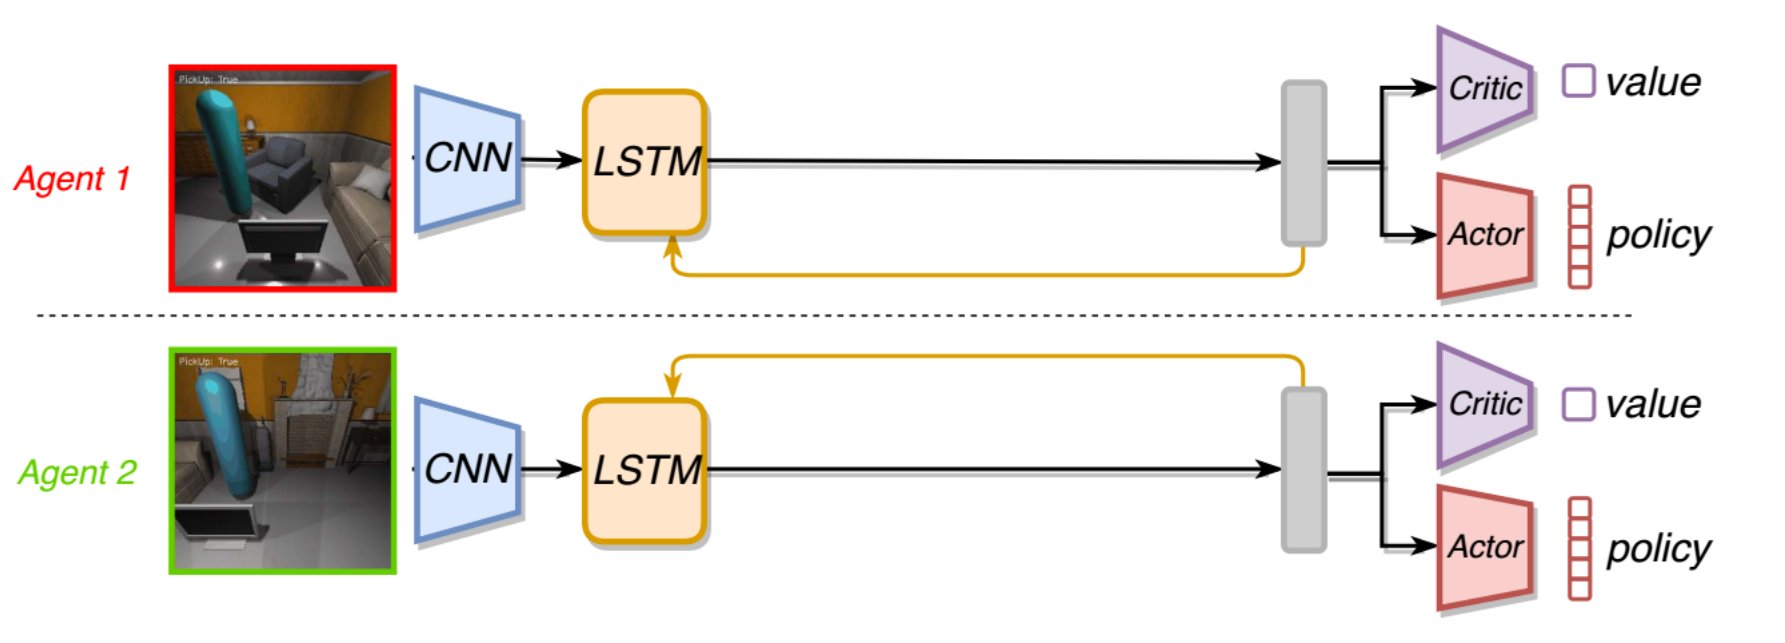 PickUp: True
Agent 1
CNN
LSTM
Critic
value
Actor
policy
PickUp: True
Agent 2
CNN
LSTM
Critic
value
Actor
policy